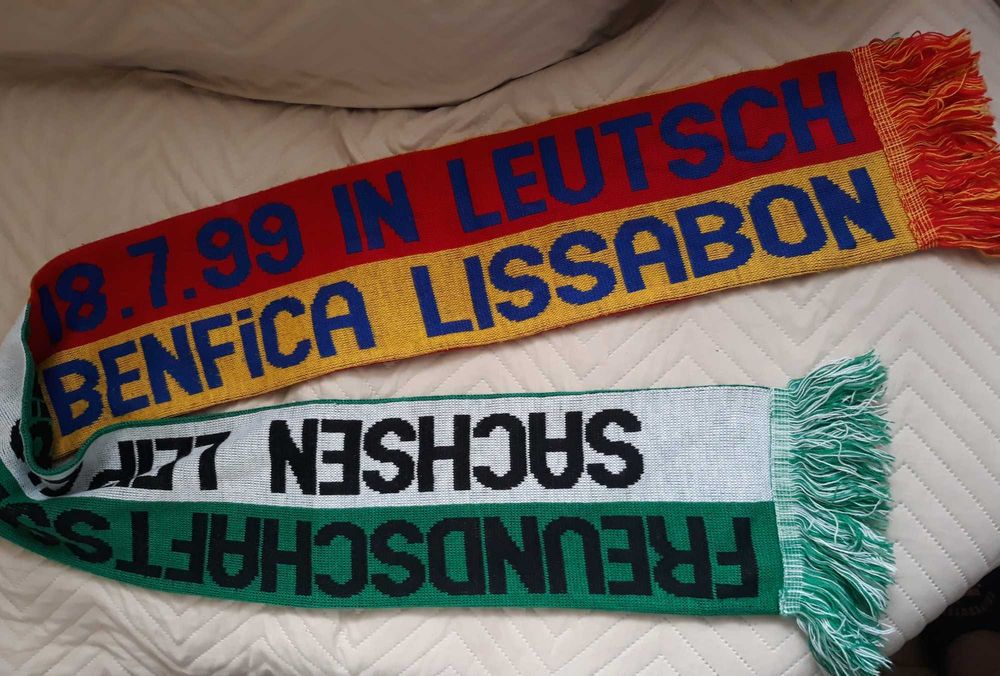 18.7.99 IN LEUTSCH
BENFiCA LISSABON
FREUNDSCHAFTSS
SACHSEN LEIP